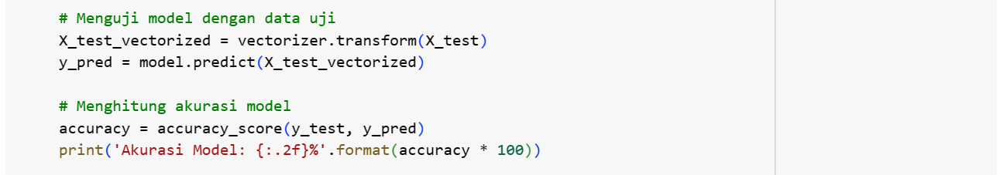 # Menguji model dengan data uji
X_test_vectorized = vectorizer.transform(X_test)
y_pred = model.predict(X_test_vectorized)
# Menghitung akurasi model
accuracy = accuracy_score(y_test, y_pred)
print('Akurasi Model: {:.2f}%'.format(accuracy * 100))